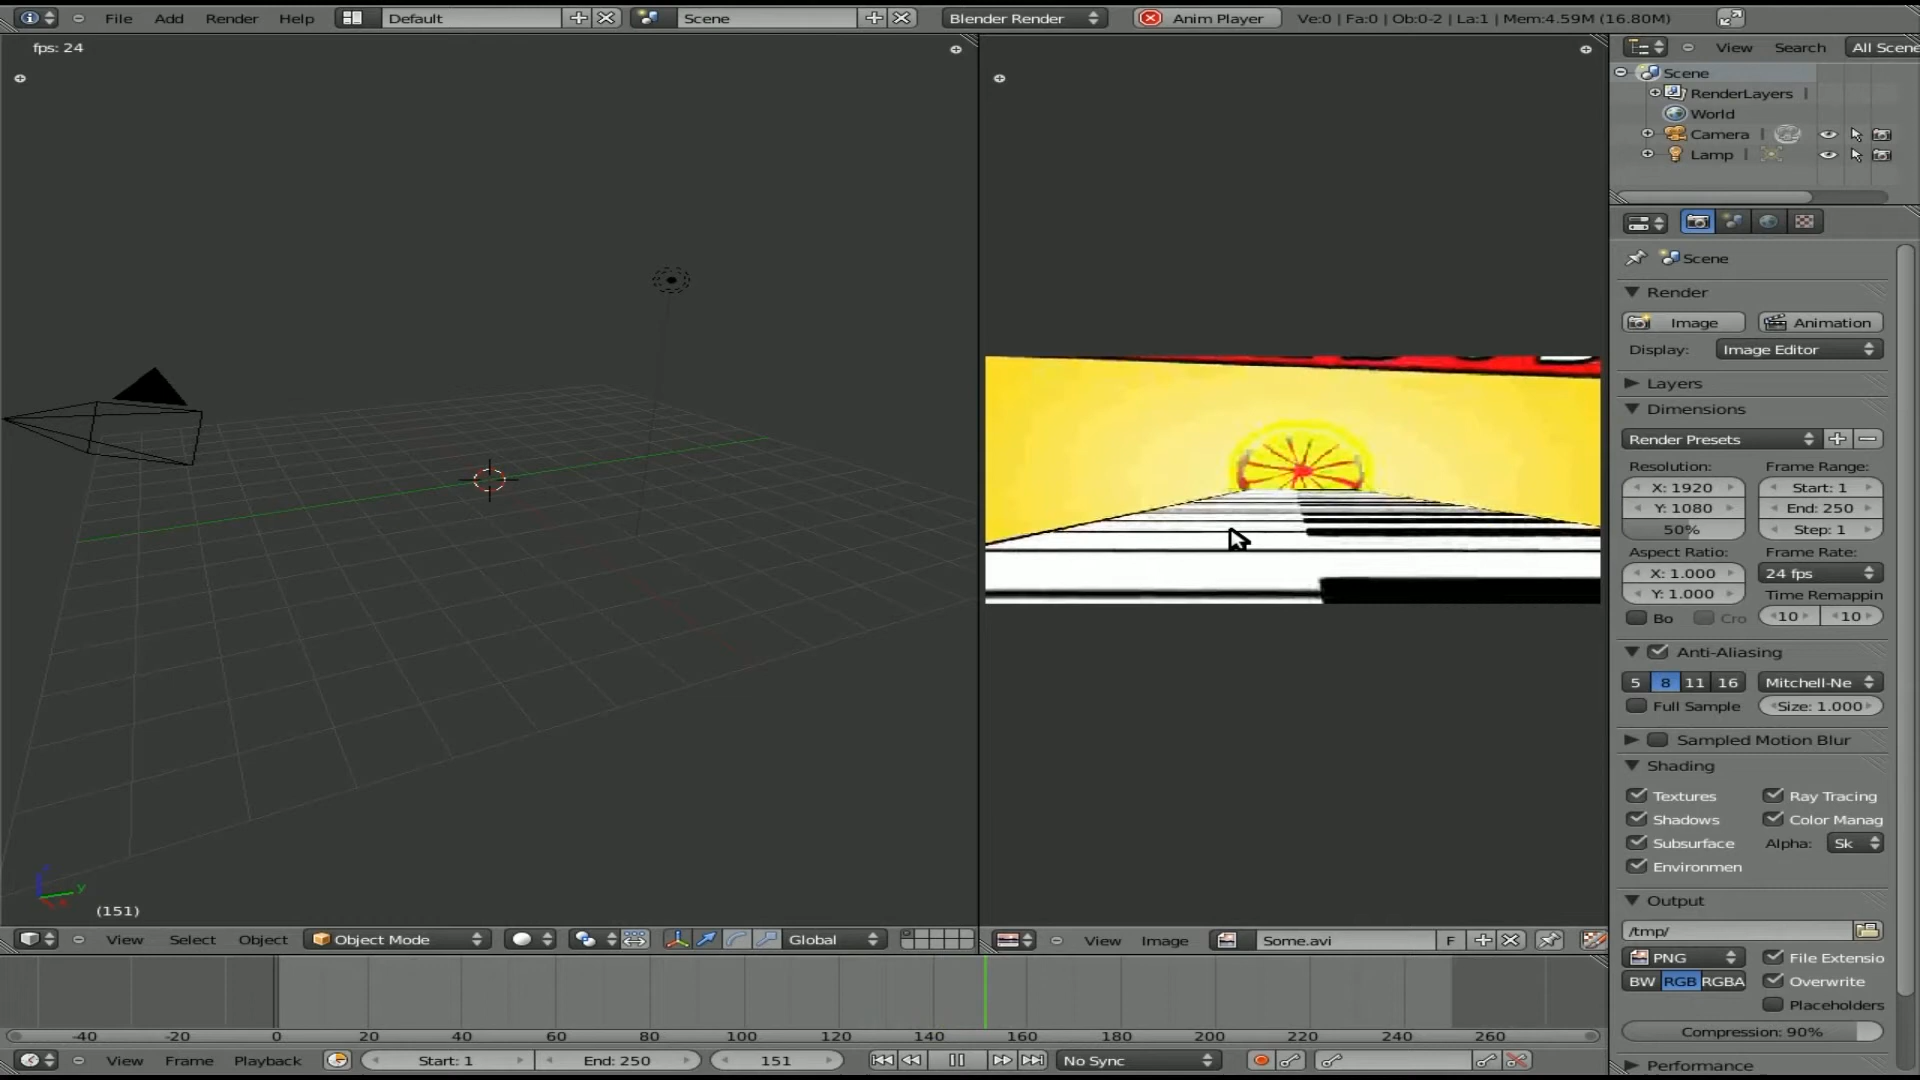 File Add Render Help Default Scene Blender Render Anim Player Ve:0 | Fa:0 | Ob:0-2 | La:1 | Mem:4.59M (16.80M)
fps: 24
View Search All Scene
Scene
RenderLayers
World
Camera
Lamp
Scene
Render
Image Animation
Display: Image Editor
Layers
Dimensions
Render Presets
Resolution: Frame Range:
X: 1920 Start: 1
Y: 1080 End: 250
50% Step: 1
Aspect Ratio: Frame Rate:
X: 1.000 24 fps
Y: 1.000 Time Remappin
Bo Cro 10 10
Anti-Aliasing
5 8 11 16 Mitchell-Ne
Full Sample Size: 1.000
Sampled Motion Blur
Shading
Textures Ray Tracing
Shadows Color Manag
Subsurface Alpha: Sk
Environmen
Output
/tmp/
PNG File Extensio
BW RGB RGBA Overwrite
Placeholders
Compression: 90%
Performance
y
(151)
View Select Object Object Mode Global
View Image Some.avi F
-40 -20 0 20 40 60 80 100 120 140 160 180 200 220 240 260
View Frame Playback Start: 1 End: 250 151 No Sync